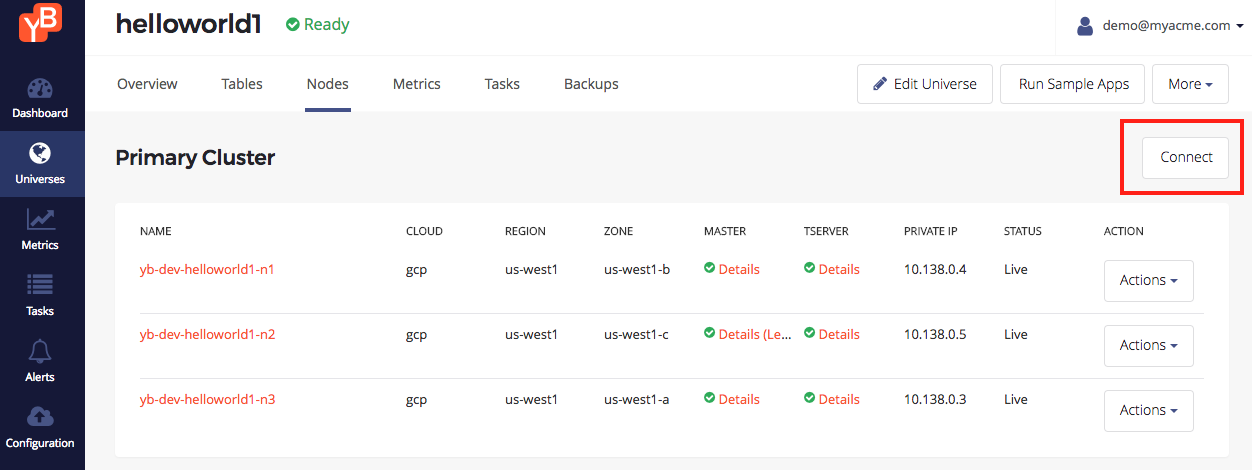 YB
helloworld1 Ready
demo@myacme.com
Overview Tables Nodes Metrics Tasks Backups Edit Universe Run Sample Apps More
Dashboard
Universes
Metrics
Tasks
Alerts
Configuration
Primary Cluster Connect
NAME CLOUD REGION ZONE MASTER TSERVER PRIVATE IP STATUS ACTION
yb-dev-helloworld1-n1 gcp us-west1 us-west1-b Details Details 10.138.0.4 Live Actions
yb-dev-helloworld1-n2 gcp us-west1 us-west1-c Details (Le... Details 10.138.0.5 Live Actions
yb-dev-helloworld1-n3 gcp us-west1 us-west1-a Details Details 10.138.0.3 Live Actions